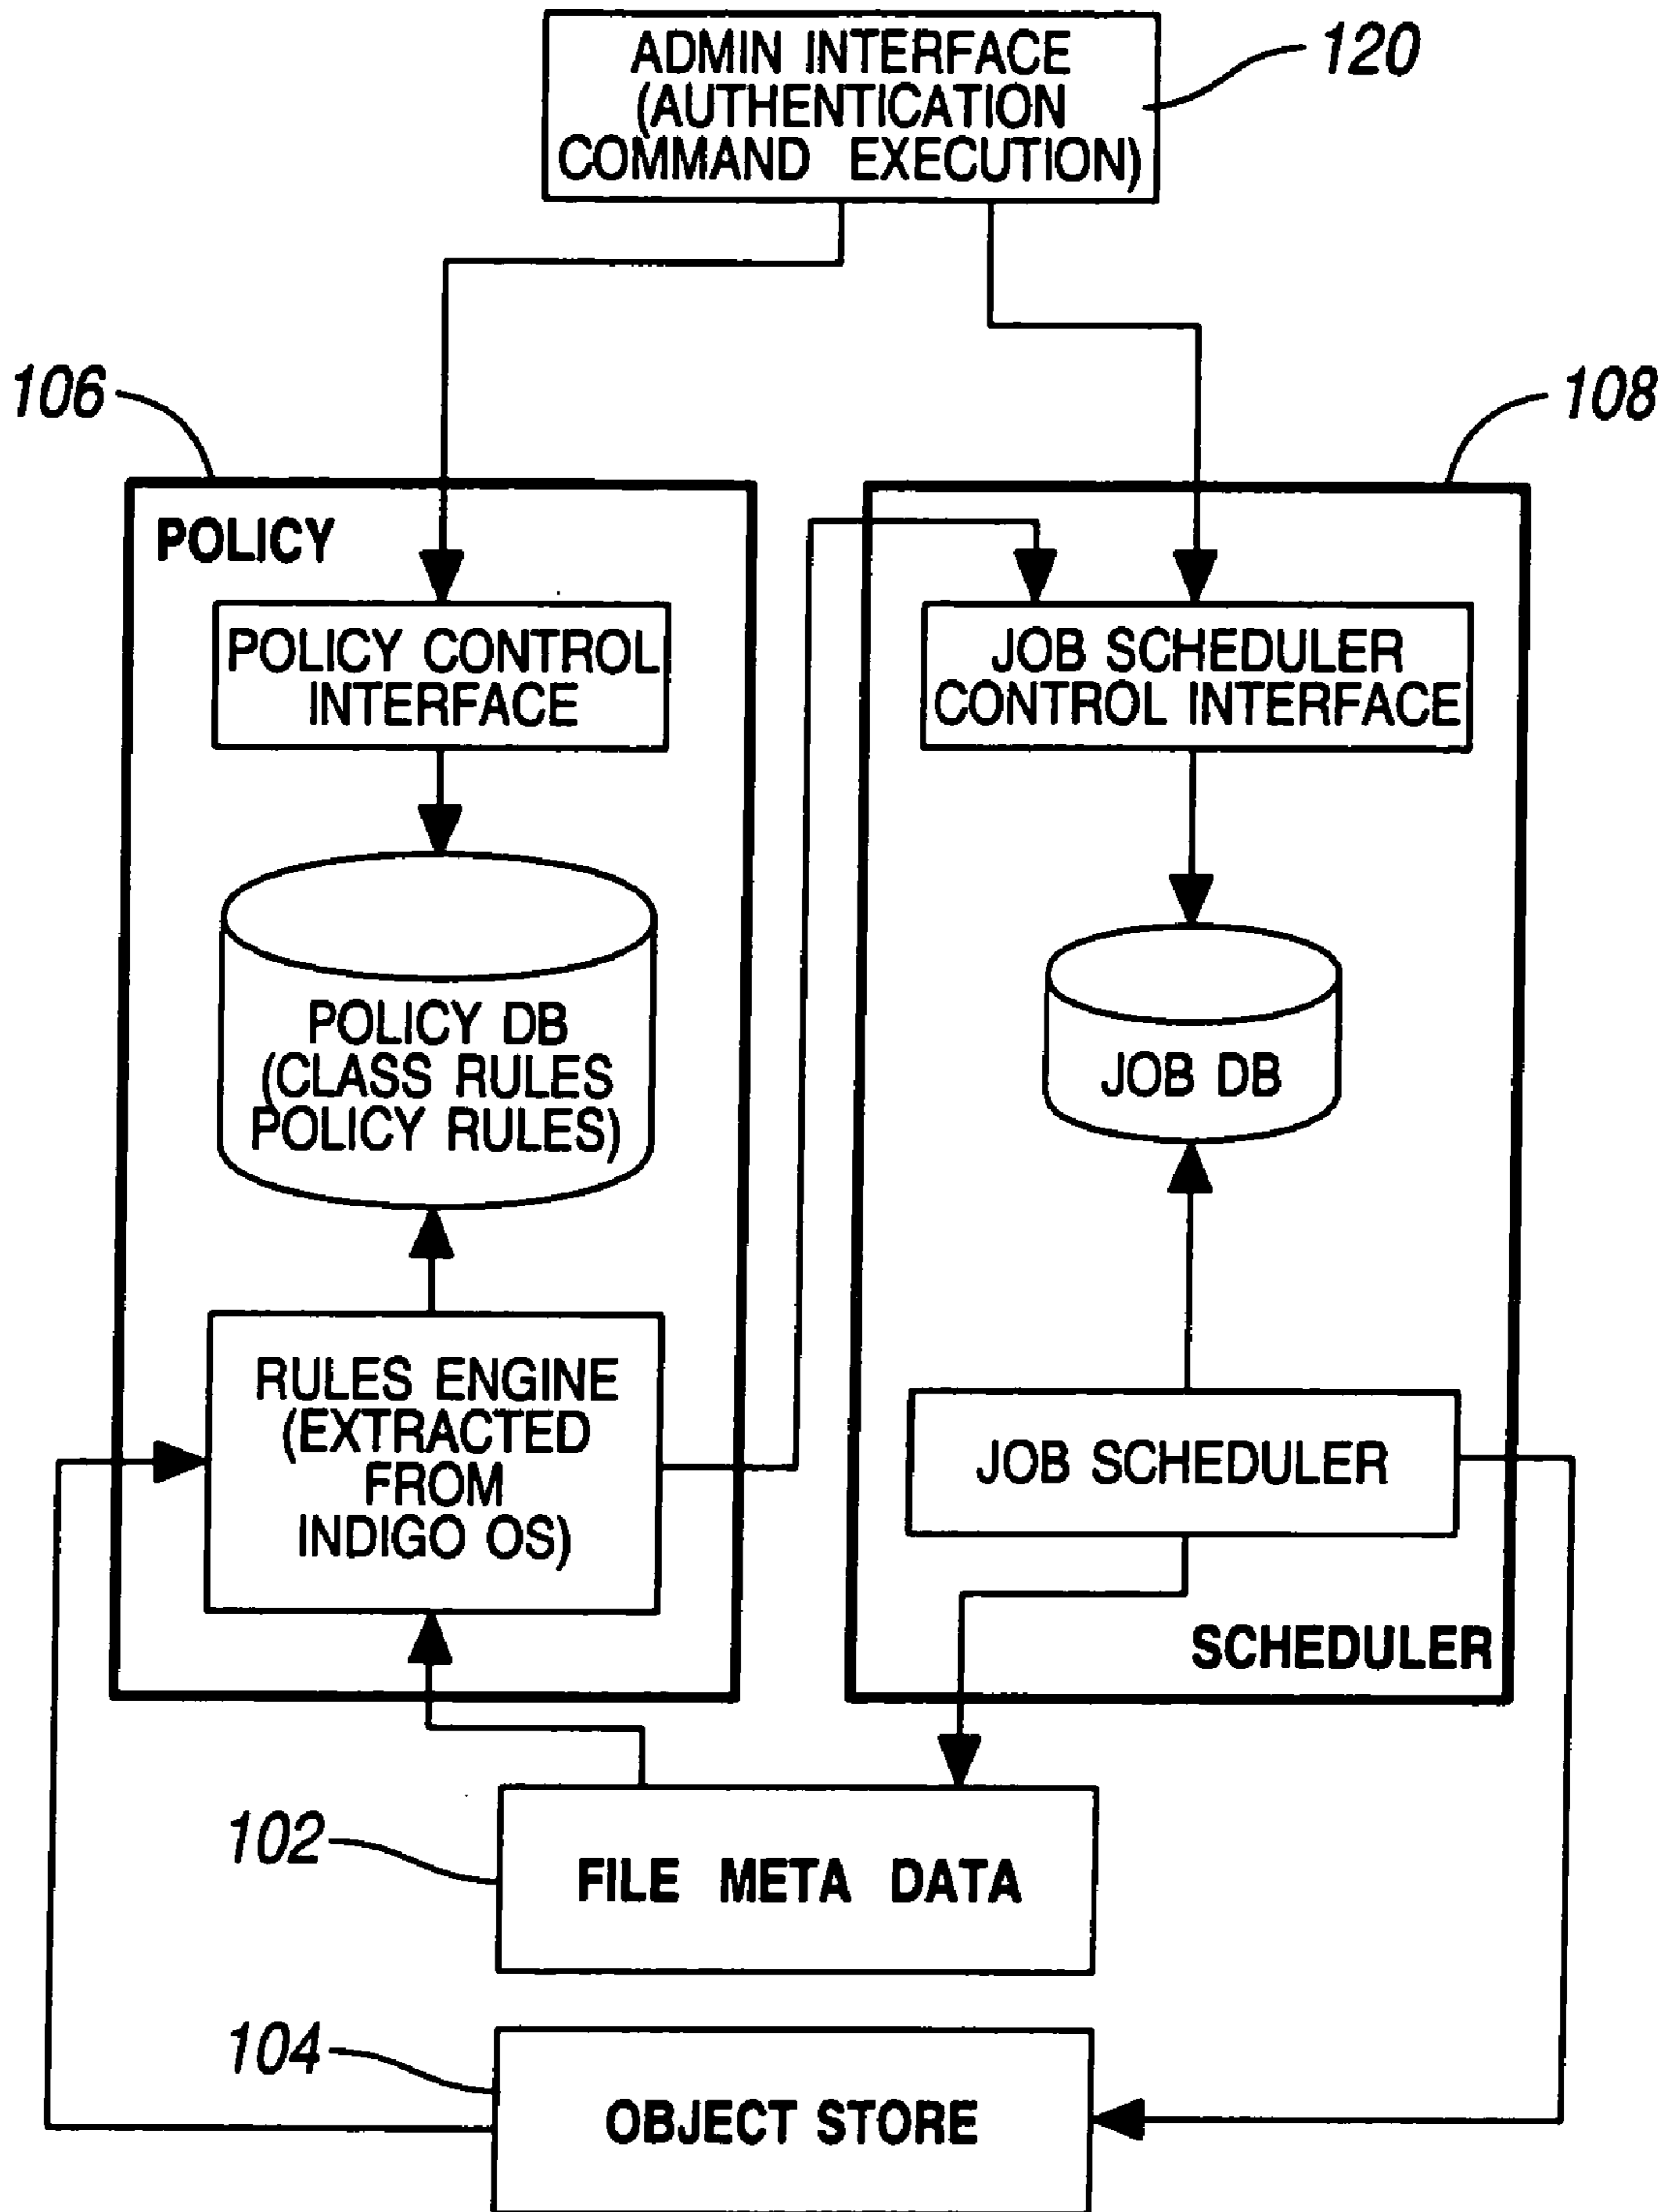 ADMIN INTERFACE
(AUTHENTICATION
COMMAND EXECUTION)
120
106
108
POLICY
POLICY CONTROL
INTERFACE
JOB SCHEDULER
CONTROL INTERFACE
POLICY DB
(CLASS RULES
POLICY RULES)
JOB DB
RULES ENGINE
(EXTRACTED
FROM
INDIGO OS)
JOB SCHEDULER
SCHEDULER
102
FILE META DATA
104
OBJECT STORE